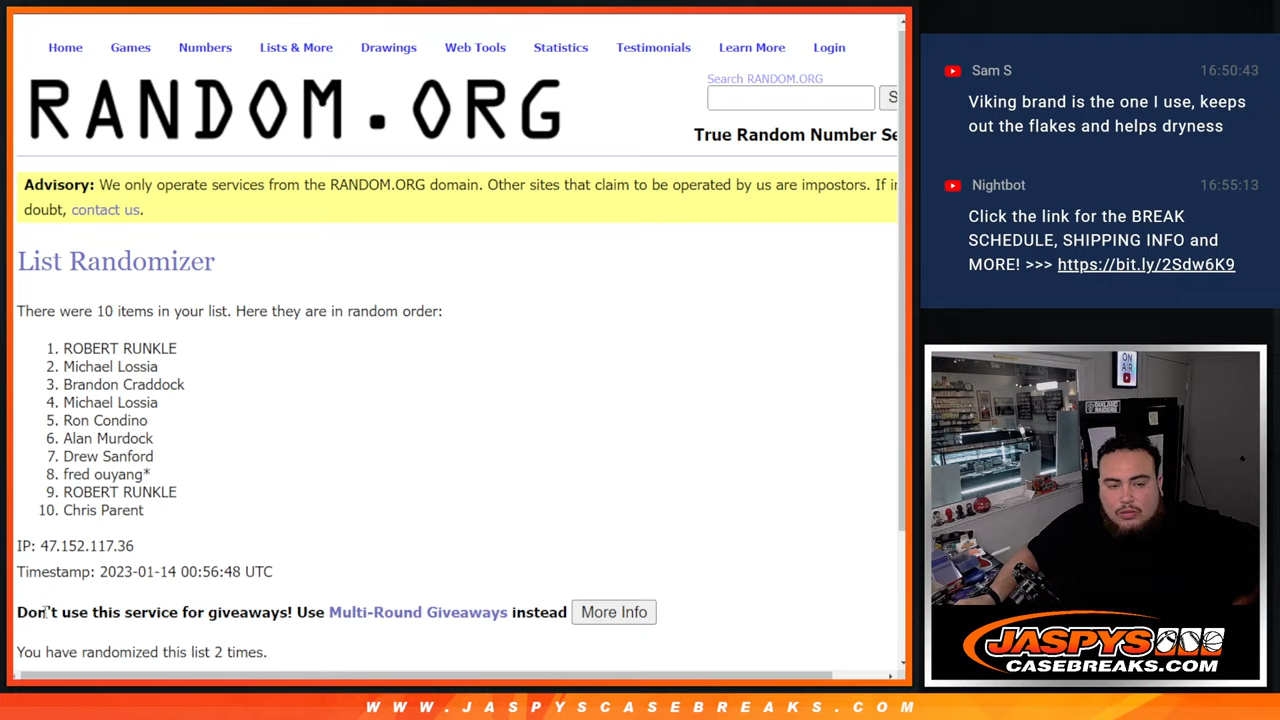 Home Games Numbers Lists & More Drawings Web Tools Statistics Testimonials Learn More Login
RANDOM.ORG
Search RANDOM.ORG
S
True Random Number Se
Advisory: We only operate services from the RANDOM.ORG domain. Other sites that claim to be operated by us are impostors. If in
doubt, contact us.
List Randomizer
There were 10 items in your list. Here they are in random order:
1. ROBERT RUNKLE
2. Michael Lossia
3. Brandon Craddock
4. Michael Lossia
5. Ron Condino
6. Alan Murdock
7. Drew Sanford
8. fred ouyang*
9. ROBERT RUNKLE
10. Chris Parent
IP: 47.152.117.36
Timestamp: 2023-01-14 00:56:48 UTC
Don't use this service for giveaways! Use Multi-Round Giveaways instead More Info
You have randomized this list 2 times.
Sam S 16:50:43
Viking brand is the one I use, keeps
out the flakes and helps dryness
Nightbot 16:55:13
Click the link for the BREAK
SCHEDULE, SHIPPING INFO and
MORE! >>> https://bit.ly/2Sdw6K9
ON
AIR
JASPYS
CASEBREAKS.COM
WWW.JASPYSCASEBREAKS.COM